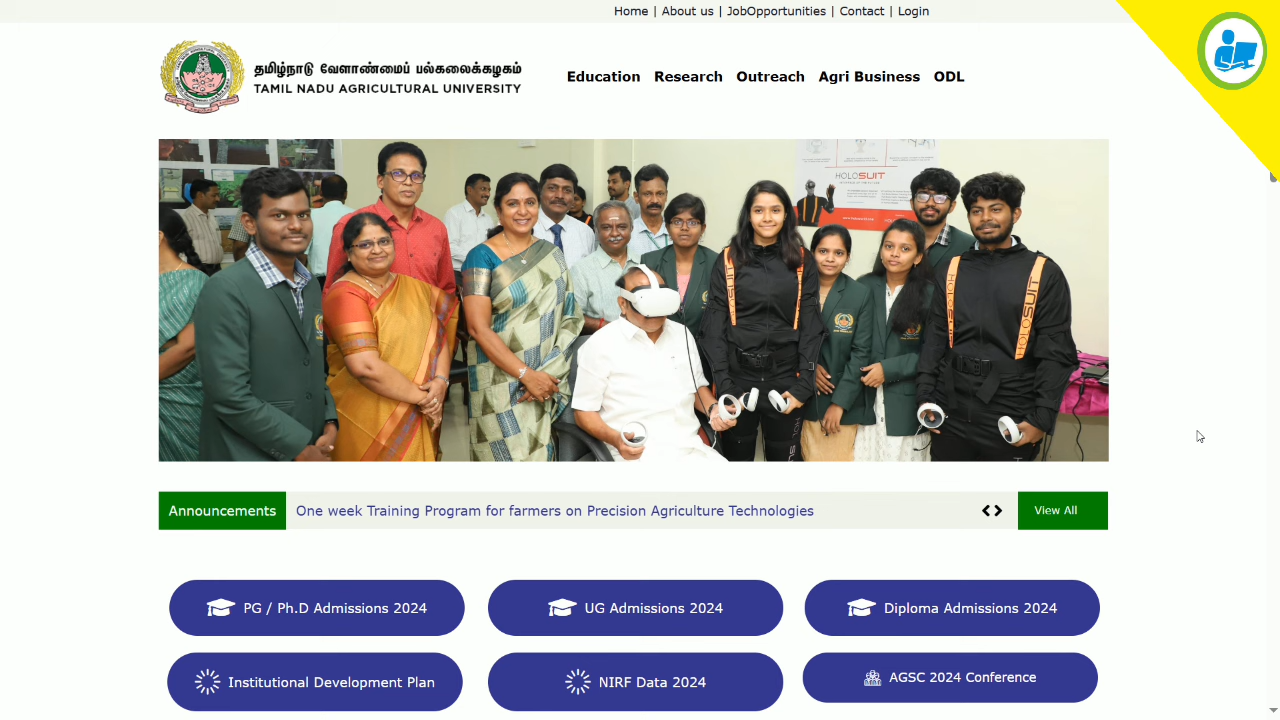 Home | About us | JobOpportunities | Contact | Login
தமிழ்நாடு வேளாண்மைப் பல்கலைக்கழகம்
TAMIL NADU AGRICULTURAL UNIVERSITY
Education Research Outreach Agri Business ODL
HOLOSUIT
HOLOSUIT
Announcements One week Training Program for farmers on Precision Agriculture Technologies View All
PG / Ph.D Admissions 2024 UG Admissions 2024 Diploma Admissions 2024
Institutional Development Plan NIRF Data 2024 AGSC 2024 Conference